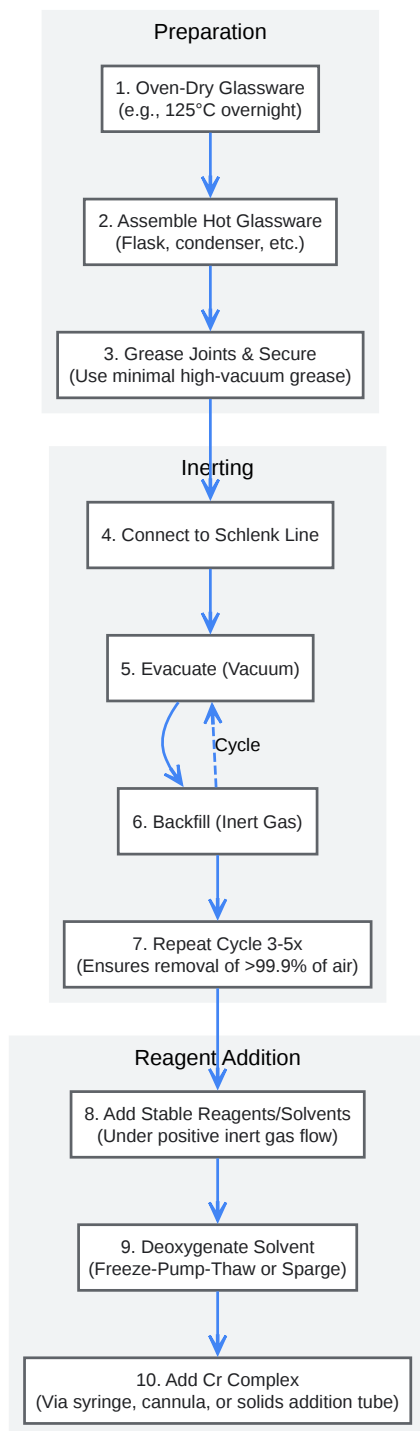 Preparation
1. Oven-Dry Glassware
(e.g., 125°C overnight)
2. Assemble Hot Glassware
(Flask, condenser, etc.)
3. Grease Joints & Secure
(Use minimal high-vacuum grease)
Inerting
4. Connect to Schlenk Line
5. Evacuate (Vacuum)
Cycle
6. Backfill (Inert Gas)
7. Repeat Cycle 3-5x
(Ensures removal of >99.9% of air)
Reagent Addition
8. Add Stable Reagents/Solvents
(Under positive inert gas flow)
9. Deoxygenate Solvent
(Freeze-Pump-Thaw or Sparge)
10. Add Cr Complex
(Via syringe, cannula, or solids addition tube)